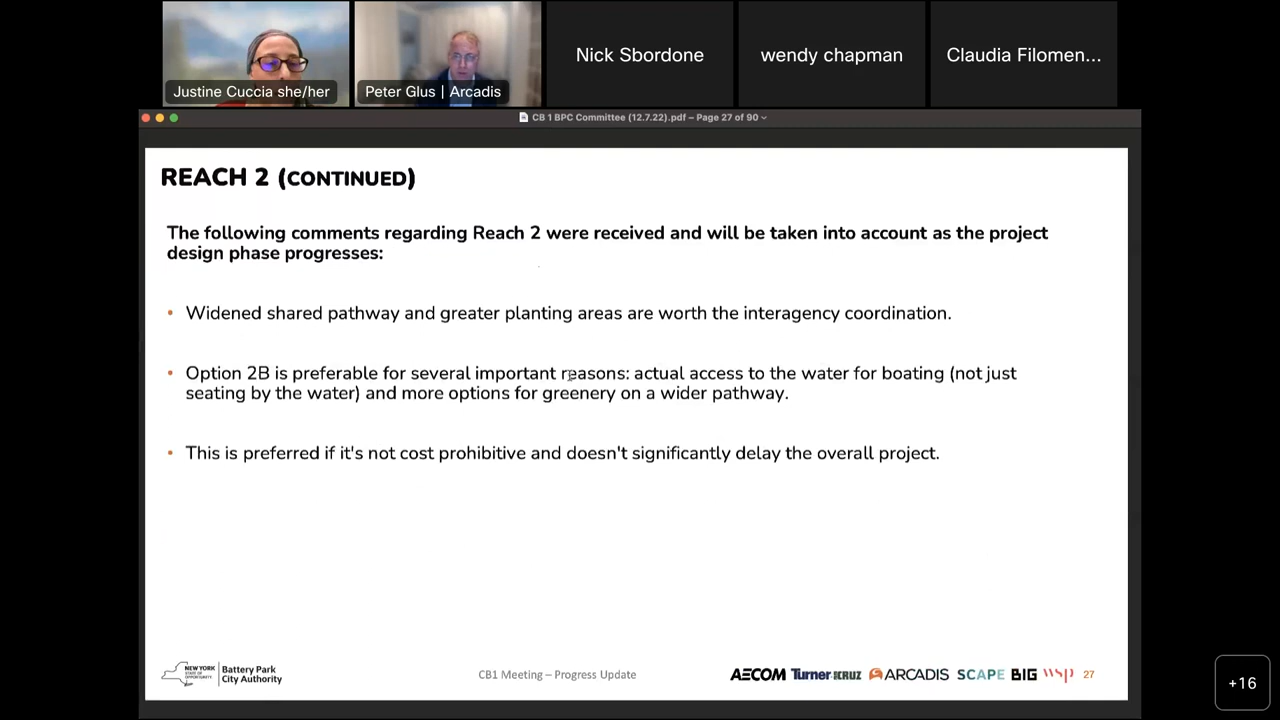 Justine Cuccia she/her
Peter Glus | Arcadis
Nick Sbordone
wendy chapman
Claudia Filomen...
CB 1 BPC Committee (12.7.22).pdf – Page 27 of 90
REACH 2 (CONTINUED)
The following comments regarding Reach 2 were received and will be taken into account as the project
design phase progresses:
• Widened shared pathway and greater planting areas are worth the interagency coordination.
• Option 2B is preferable for several important reasons: actual access to the water for boating (not just
seating by the water) and more options for greenery on a wider pathway.
• This is preferred if it's not cost prohibitive and doesn't significantly delay the overall project.
NEW YORK
STATE OF
OPPORTUNITY
Battery Park
City Authority
CB1 Meeting – Progress Update
AECOM Turner CRUZ ARCADIS SCAPE BIG wsp 27
+16